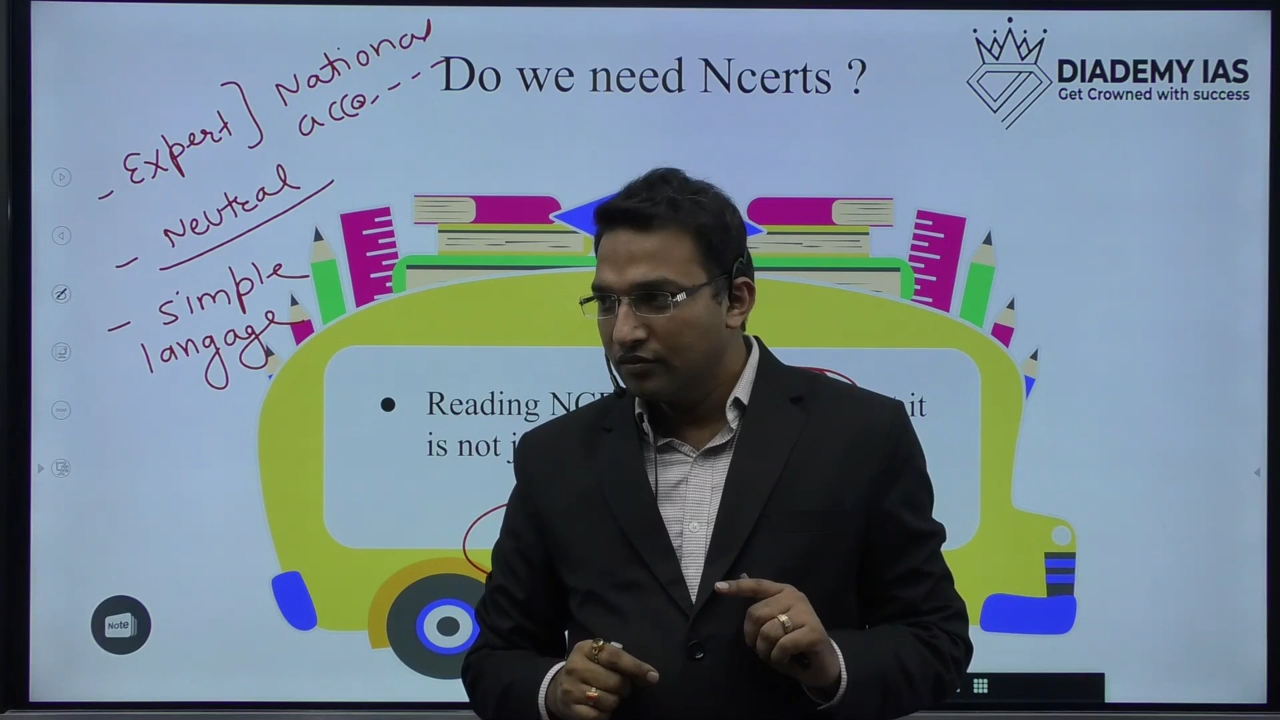 Do we need Ncerts ?
DIADEMY IAS
Get Crowned with success
- Expert] National
acco----
- Neutral
- simple
langage
● Reading it
is not
Note